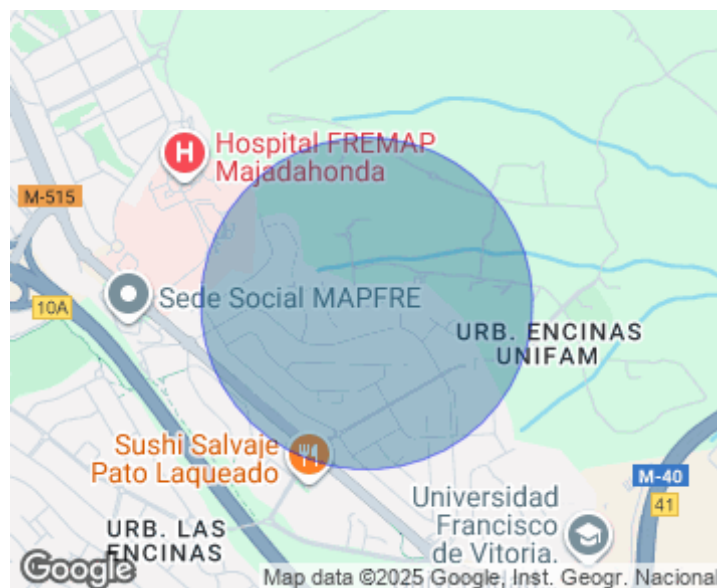 Hospital FREMAP
Majadahonda
M-515
10A
Sede Social MAPFRE
URB. ENCINAS
UNIFAM
Sushi Salvaje
Pato Laqueado
M-40
41
Universidad
Francisco
de Vitoria.
URB. LAS
ENCINAS
Google
Map data ©2025 Google, Inst. Geogr. Nacional